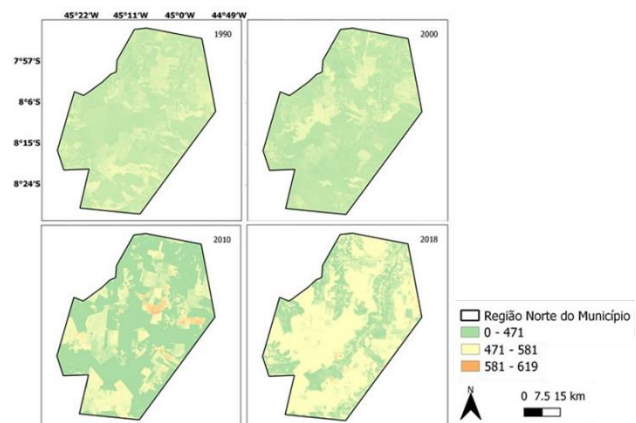 45°22'W 45°11'W 45°0'W 44°49'W
1990
2000
7°57'S
8°6'S
8°15'S
8°24'S
2010
2018
Região Norte do Município
0 - 471
471 - 581
581 - 619
N
0 7.5 15 km